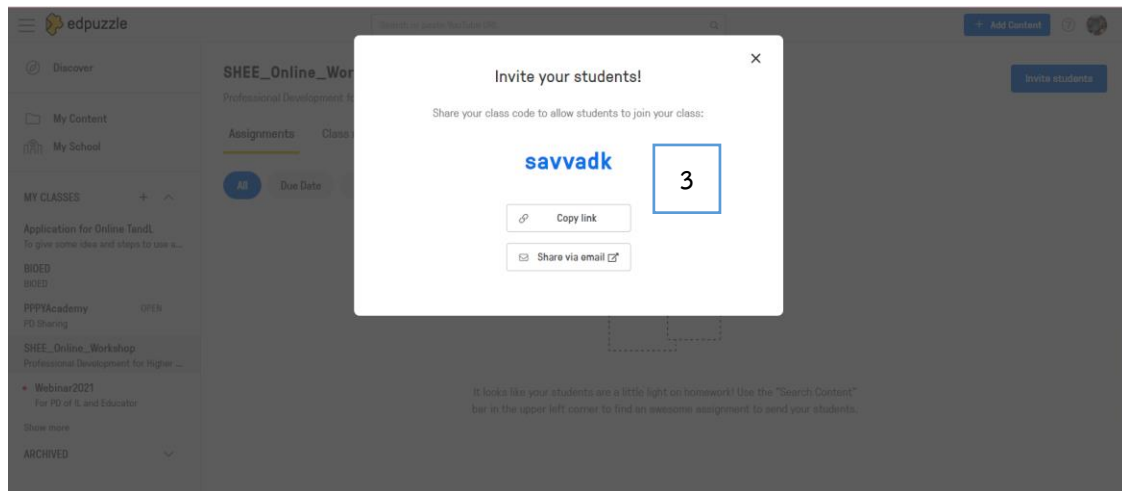 edpuzzle
Search or paste YouTube URL
+ Add Content
Discover
My Content
My School
MY CLASSES
Application for Online TandL
To give some idea and steps to use a...
BIOED
BIOED
PPPYAcademy OPEN
PD Sharing
SHEE_Online_Workshop
Professional Development for Higher ...
Webinar2021
For PD of IL and Educator
Show more
ARCHIVED
SHEE_Online_Wor
Professional Development fo
Invite students
Assignments Class
All Due Date
Invite your students!
Share your class code to allow students to join your class:
savvadk
3
Copy link
Share via email
It looks like your students are a little light on homework! Use the "Search Content"
bar in the upper left corner to find an awesome assignment to send your students.